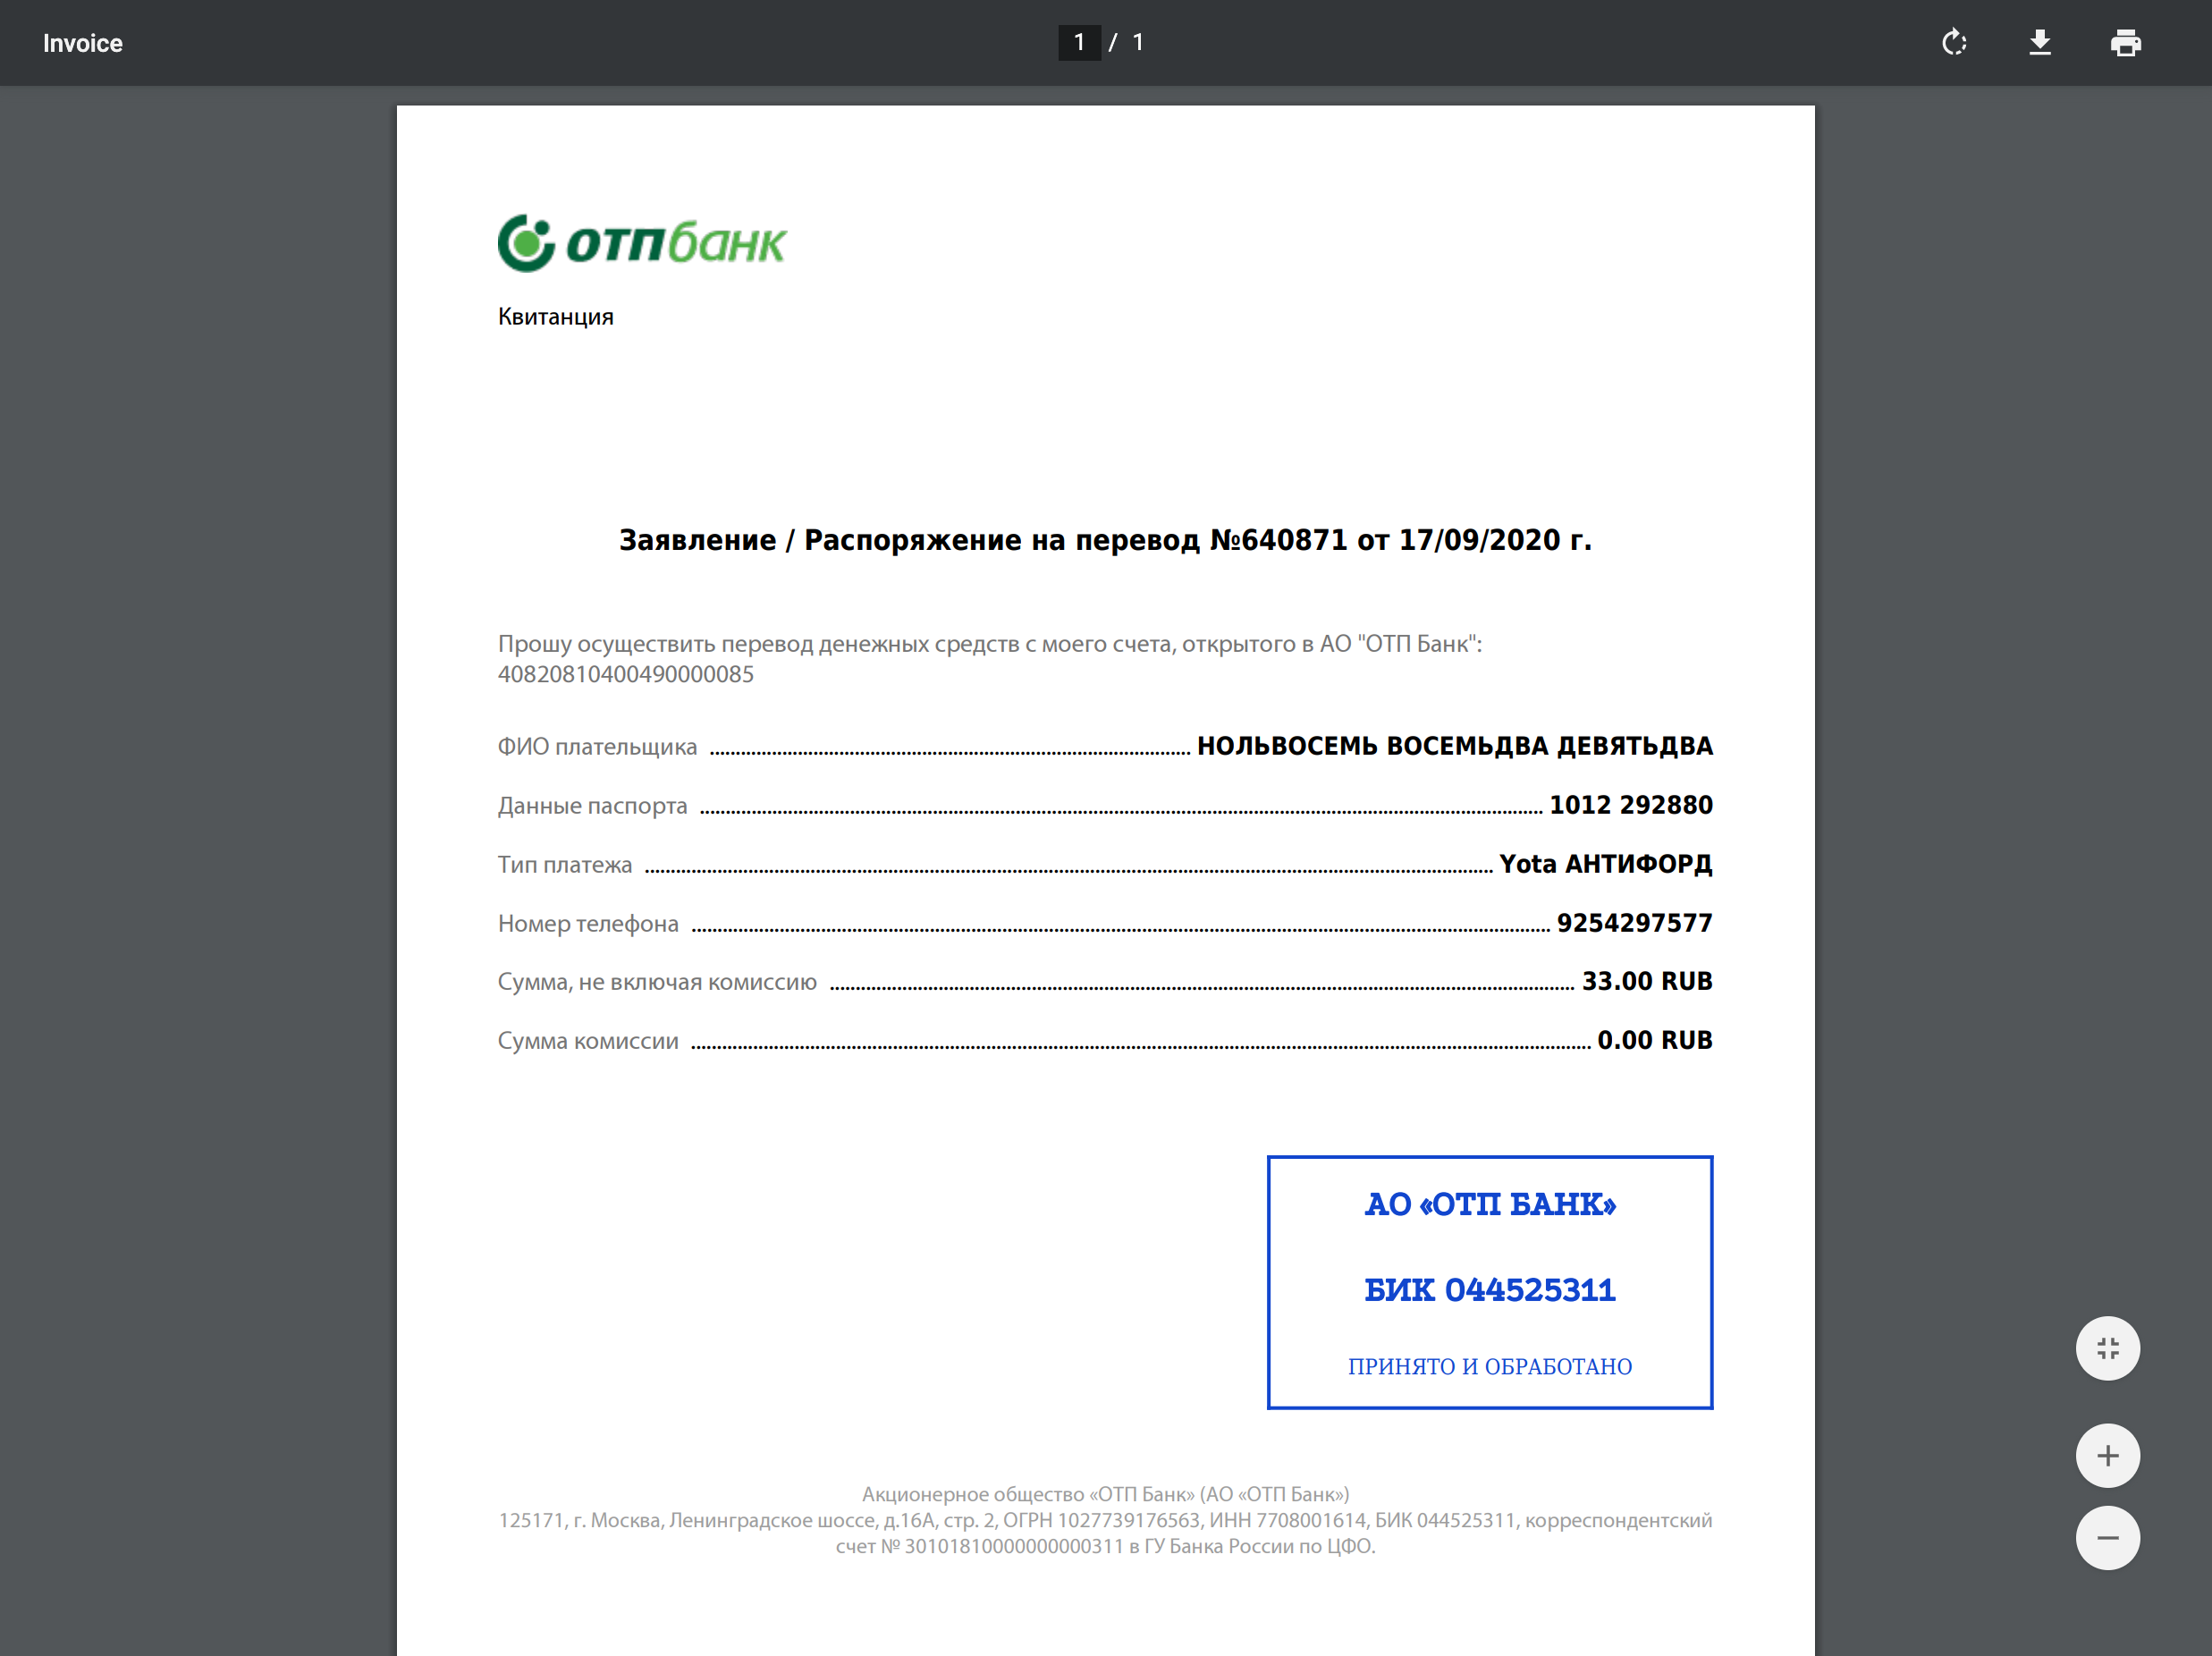 Invoice
1 / 1
отпбанк
Квитанция
Заявление / Распоряжение на перевод №640871 от 17/09/2020 г.
Прошу осуществить перевод денежных средств с моего счета, открытого в АО "ОТП Банк":
40820810400490000085
ФИО плательщика НОЛЬВОСЕМЬ ВОСЕМЬДВА ДЕВЯТЬДВА
Данные паспорта 1012 292880
Тип платежа Yota АНТИФОРД
Номер телефона 9254297577
Сумма, не включая комиссию 33.00 RUB
Сумма комиссии 0.00 RUB
АО «ОТП БАНК»
БИК 044525311
ПРИНЯТО И ОБРАБОТАНО
Акционерное общество «ОТП Банк» (АО «ОТП Банк»)
125171, г. Москва, Ленинградское шоссе, д.16А, стр. 2, ОГРН 1027739176563, ИНН 7708001614, БИК 044525311, корреспондентский
счет № 30101810000000000311 в ГУ Банка России по ЦФО.